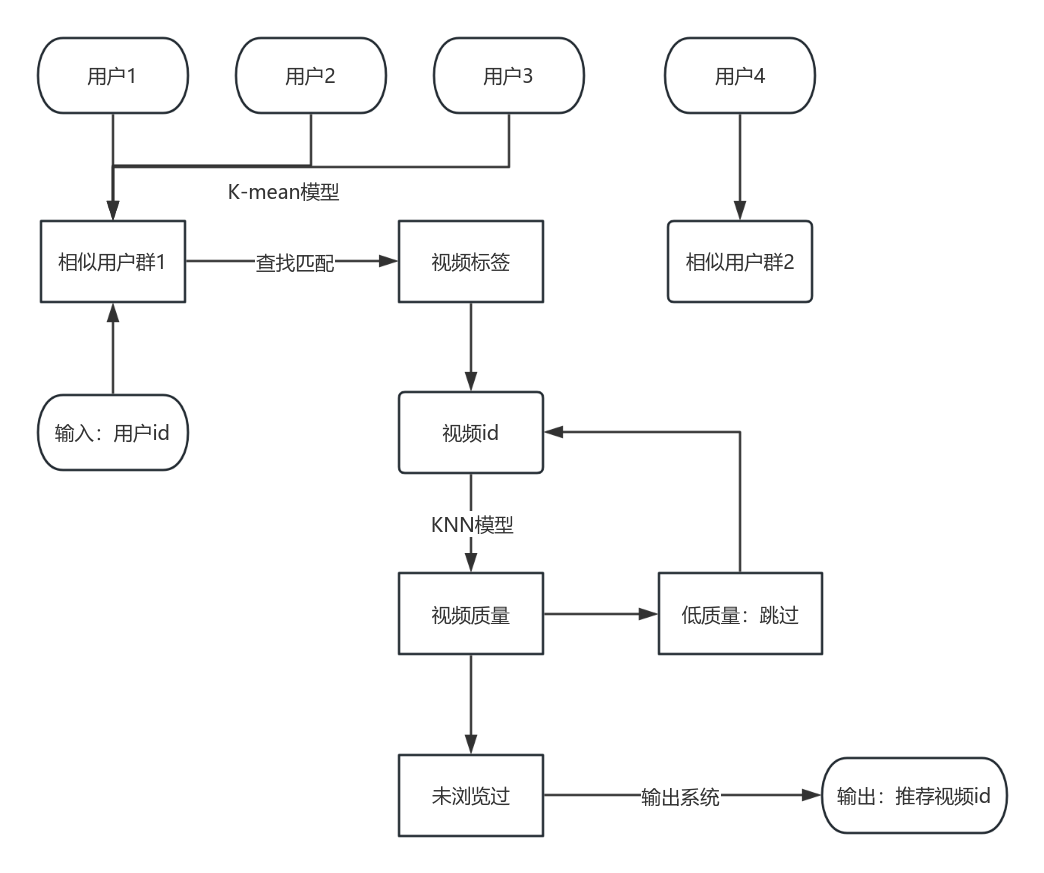 用户1
用户2
用户3
用户4
K-mean模型
相似用户群1
查找匹配
视频标签
相似用户群2
输入：用户id
视频id
KNN模型
视频质量
低质量：跳过
未浏览过
输出系统
输出：推荐视频id